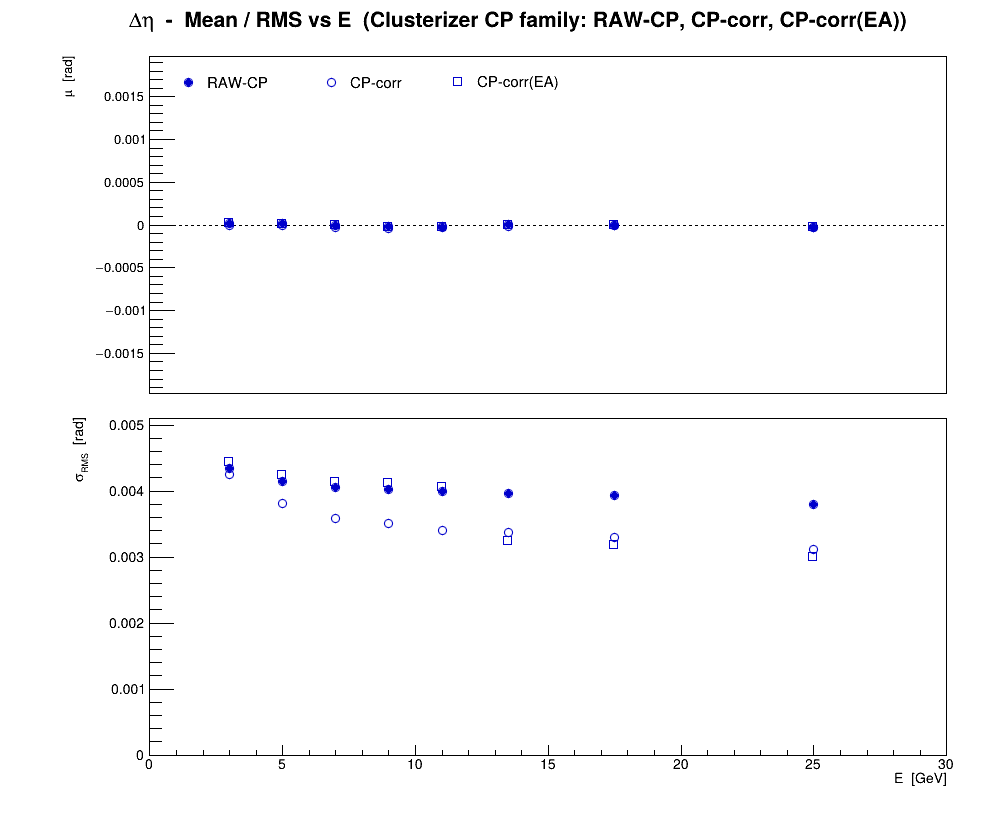 Δη - Mean / RMS vs E (Clusterizer CP family: RAW-CP, CP-corr, CP-corr(EA))
μ [rad]
RAW-CP CP-corr CP-corr(EA)
0.0015
0.001
0.0005
0
−0.0005
−0.001
−0.0015
σRMS [rad]
0.005
0.004
0.003
0.002
0.001
0
0 5 10 15 20 25 30
E [GeV]